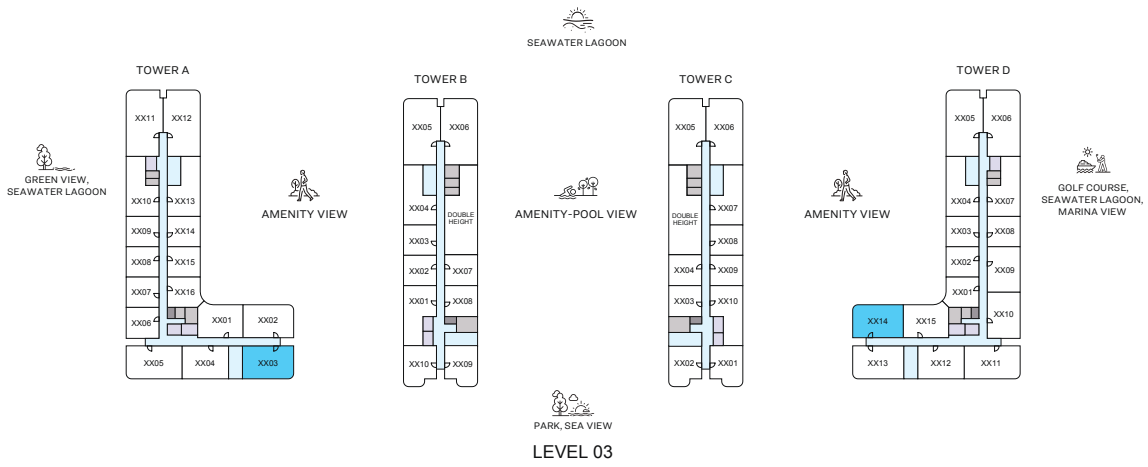 SEAWATER LAGOON
TOWER A
TOWER B
TOWER C
TOWER D
GREEN VIEW,
SEAWATER LAGOON
AMENITY VIEW
AMENITY-POOL VIEW
AMENITY VIEW
GOLF COURSE,
SEAWATER LAGOON,
MARINA VIEW
XX11 XX12
XX10 XX13
XX09 XX14
XX08 XX15
XX07 XX16
XX06 XX01 XX02
XX05 XX04 XX03
XX05 XX06
XX04 DOUBLE
HEIGHT
XX03
XX02 XX07
XX01 XX08
XX10 XX09
XX05 XX06
XX07
DOUBLE
HEIGHT
XX08
XX04 XX09
XX03 XX10
XX02 XX01
XX05 XX06
XX04 XX07
XX03 XX08
XX02 XX09
XX01
XX14 XX15 XX10
XX13 XX12 XX11
PARK, SEA VIEW
LEVEL 03